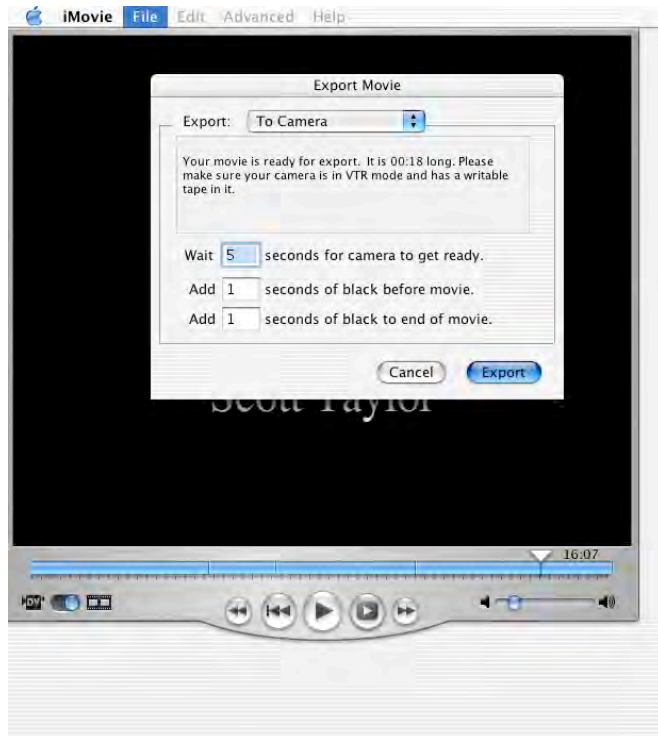 iMovie File Edit Advanced Help
Export Movie
Export: To Camera
Your movie is ready for export. It is 00:18 long. Please
make sure your camera is in VTR mode and has a writable
tape in it.
Wait 5 seconds for camera to get ready.
Add 1 seconds of black before movie.
Add 1 seconds of black to end of movie.
Cancel Export
Scott Taylor
16:07
DV